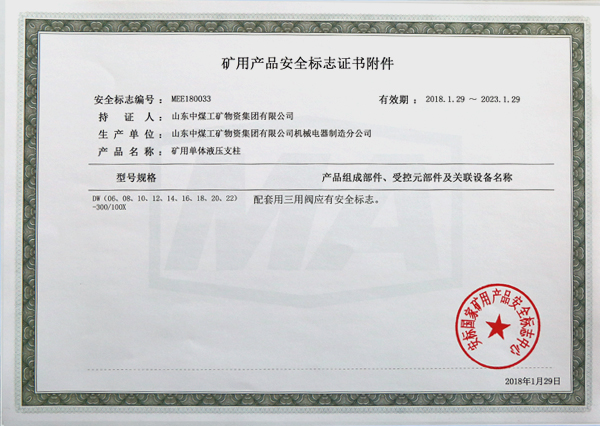 矿用产品安全标志证书附件
安全标志编号：MEE180033 有效期：2018.1.29 ～ 2023.1.29
持证人：山东中煤工矿物资集团有限公司
生产单位：山东中煤工矿物资集团有限公司机械电器制造分公司
产品名称：矿用单体液压支柱
型号规格 产品组成部件、受控元部件及关联设备名称
DW（06、08、10、12、14、16、18、20、22） 配套用三用阀应有安全标志。
-300/100X
MA
安标国家矿用产品安全标志中心
2018年1月29日